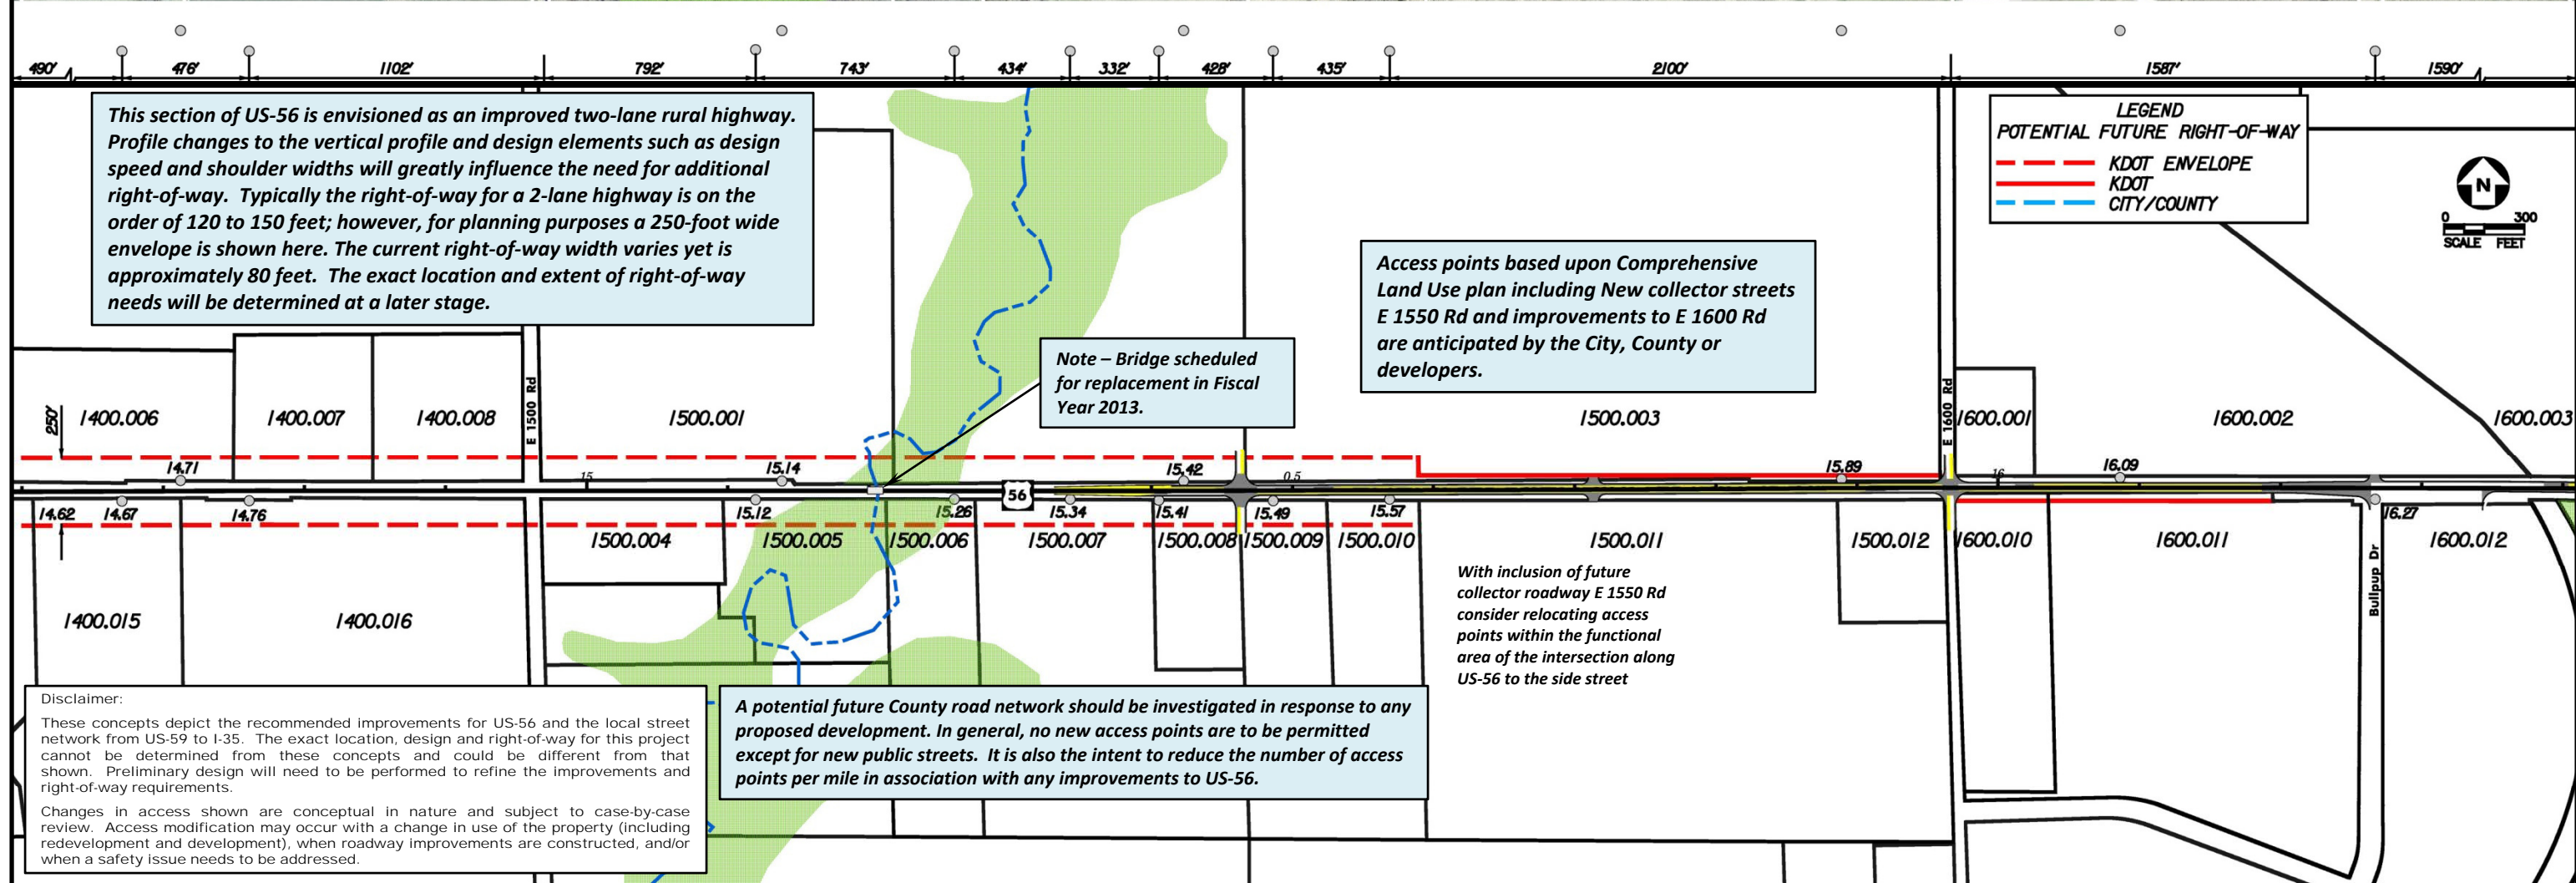 490' 476' 1102' 792' 743' 434' 332' 428' 435' 2100' 1587' 1590'
This section of US-56 is envisioned as an improved two-lane rural highway.
Profile changes to the vertical profile and design elements such as design
speed and shoulder widths will greatly influence the need for additional
right-of-way. Typically the right-of-way for a 2-lane highway is on the
order of 120 to 150 feet; however, for planning purposes a 250-foot wide
envelope is shown here. The current right-of-way width varies yet is
approximately 80 feet. The exact location and extent of right-of-way
needs will be determined at a later stage.
LEGEND
POTENTIAL FUTURE RIGHT-OF-WAY
KDOT ENVELOPE
KDOT
CITY/COUNTY
N
0 300
SCALE FEET
Access points based upon Comprehensive
Land Use plan including New collector streets
E 1550 Rd and improvements to E 1600 Rd
are anticipated by the City, County or
developers.
Note – Bridge scheduled
for replacement in Fiscal
Year 2013.
250'
E 1500 Rd
E 1600 Rd
1400.006 1400.007 1400.008 1500.001 1500.003 1600.001 1600.002 1600.003
14.71 15 15.14 15.42 0.5 15.89 16 16.09
56
14.62 14.67 14.76 15.12 15.26 15.34 15.41 15.49 15.57 16.27
1500.004 1500.005 1500.006 1500.007 1500.008 1500.009 1500.010 1500.011 1500.012 1600.010 1600.011 1600.012
1400.015 1400.016
Bullpup Dr
With inclusion of future
collector roadway E 1550 Rd
consider relocating access
points within the functional
area of the intersection along
US-56 to the side street
Disclaimer:
These concepts depict the recommended improvements for US-56 and the local street
network from US-59 to I-35. The exact location, design and right-of-way for this project
cannot be determined from these concepts and could be different from that
shown. Preliminary design will need to be performed to refine the improvements and
right-of-way requirements.
Changes in access shown are conceptual in nature and subject to case-by-case
review. Access modification may occur with a change in use of the property (including
redevelopment and development), when roadway improvements are constructed, and/or
when a safety issue needs to be addressed.
A potential future County road network should be investigated in response to any
proposed development. In general, no new access points are to be permitted
except for new public streets. It is also the intent to reduce the number of access
points per mile in association with any improvements to US-56.